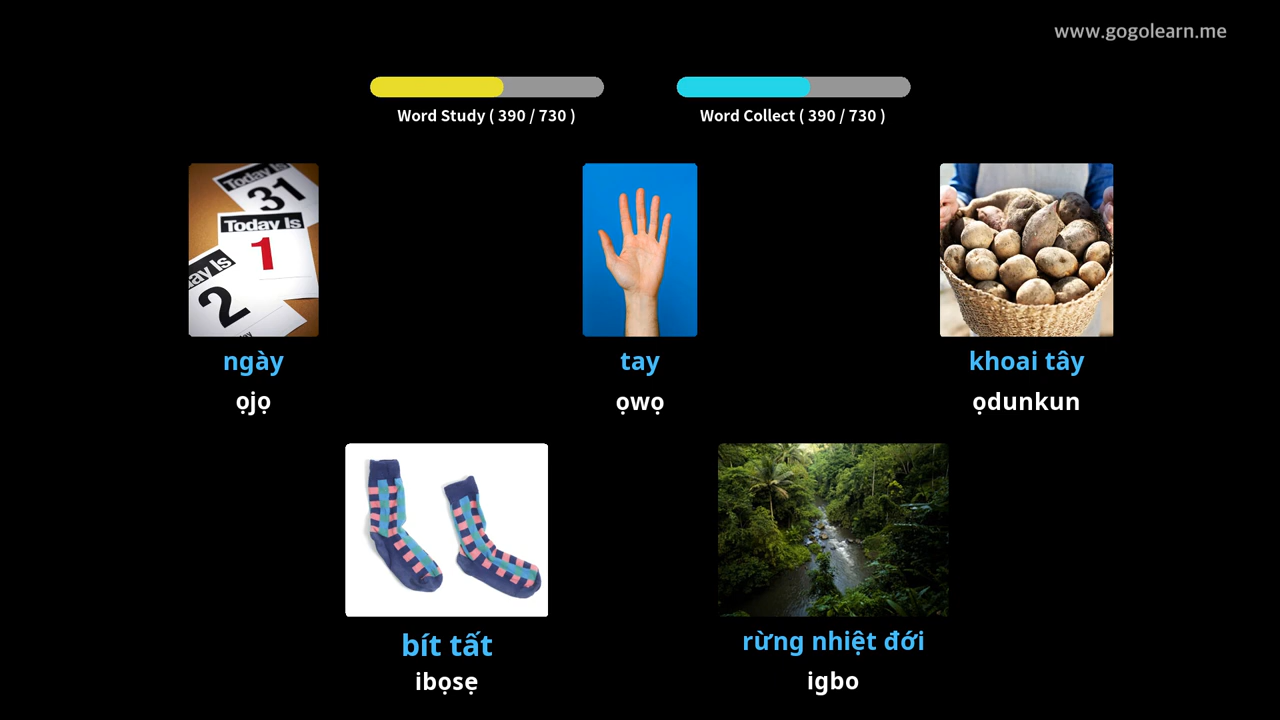 www.gogolearn.me
Word Study ( 390 / 730 )
Word Collect ( 390 / 730 )
Today Is
31
Today Is
1
ay Is
2
ngày
tay
khoai tây
ọjọ
ọwọ
ọdunkun
bít tất
rừng nhiệt đới
ibọsẹ
igbo